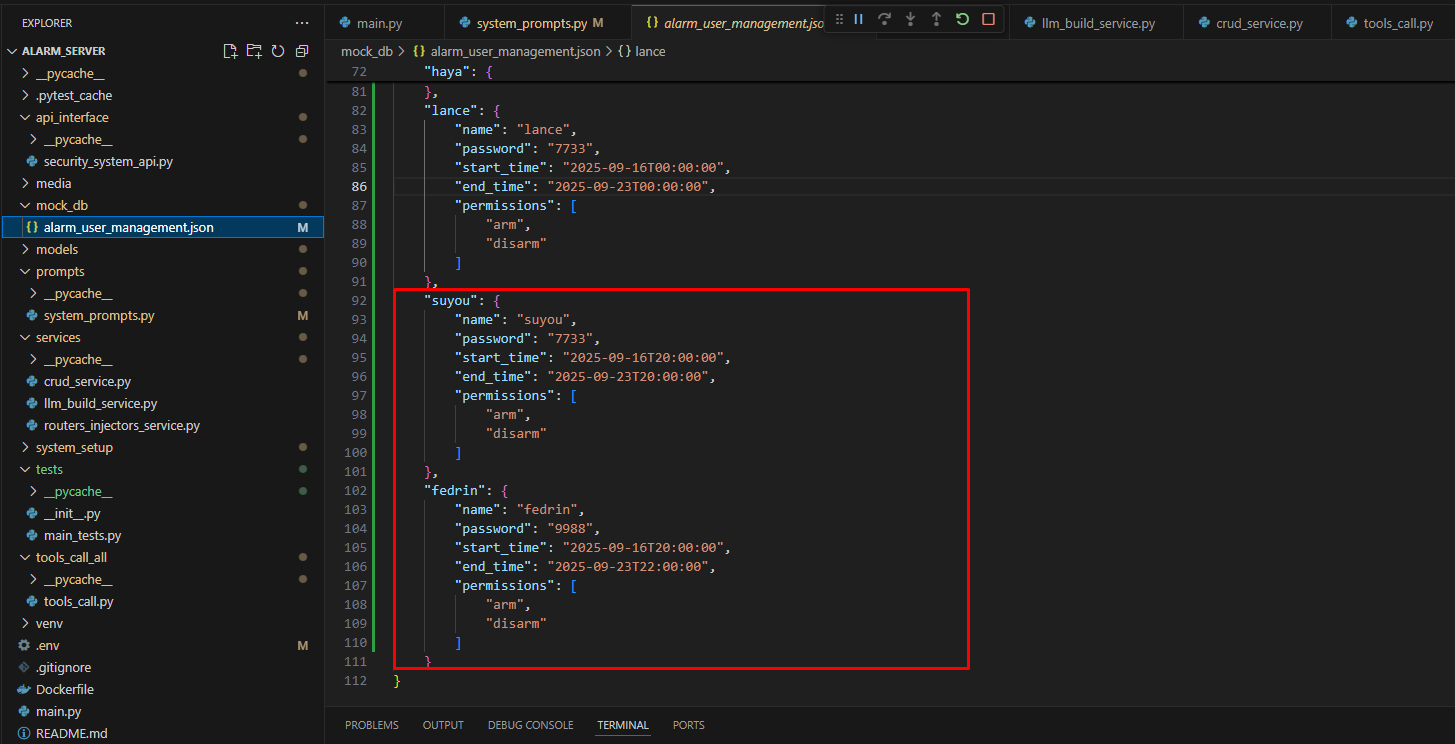 EXPLORER
...
ALARM_SERVER
__pycache__
.pytest_cache
api_interface
__pycache__
security_system_api.py
media
mock_db
{} alarm_user_management.json M
models
prompts
__pycache__
system_prompts.py M
services
__pycache__
crud_service.py
llm_build_service.py
routers_injectors_service.py
system_setup
tests
__pycache__
__init__.py
main_tests.py
tools_call_all
__pycache__
tools_call.py
venv
.env M
.gitignore
Dockerfile
main.py
README.md
main.py
system_prompts.py M
{} alarm_user_management.jso
llm_build_service.py
crud_service.py
tools_call.py
mock_db > {} alarm_user_management.json > {} lance
72 "haya": {
81 },
82 "lance": {
83 "name": "lance",
84 "password": "7733",
85 "start_time": "2025-09-16T00:00:00",
86 "end_time": "2025-09-23T00:00:00",
87 "permissions": [
88 "arm",
89 "disarm"
90 ]
91 },
92 "suyou": {
93 "name": "suyou",
94 "password": "7733",
95 "start_time": "2025-09-16T20:00:00",
96 "end_time": "2025-09-23T20:00:00",
97 "permissions": [
98 "arm",
99 "disarm"
100 ]
101 },
102 "fedrin": {
103 "name": "fedrin",
104 "password": "9988",
105 "start_time": "2025-09-16T20:00:00",
106 "end_time": "2025-09-23T22:00:00",
107 "permissions": [
108 "arm",
109 "disarm"
110 ]
111 }
112 }
PROBLEMS OUTPUT DEBUG CONSOLE TERMINAL PORTS